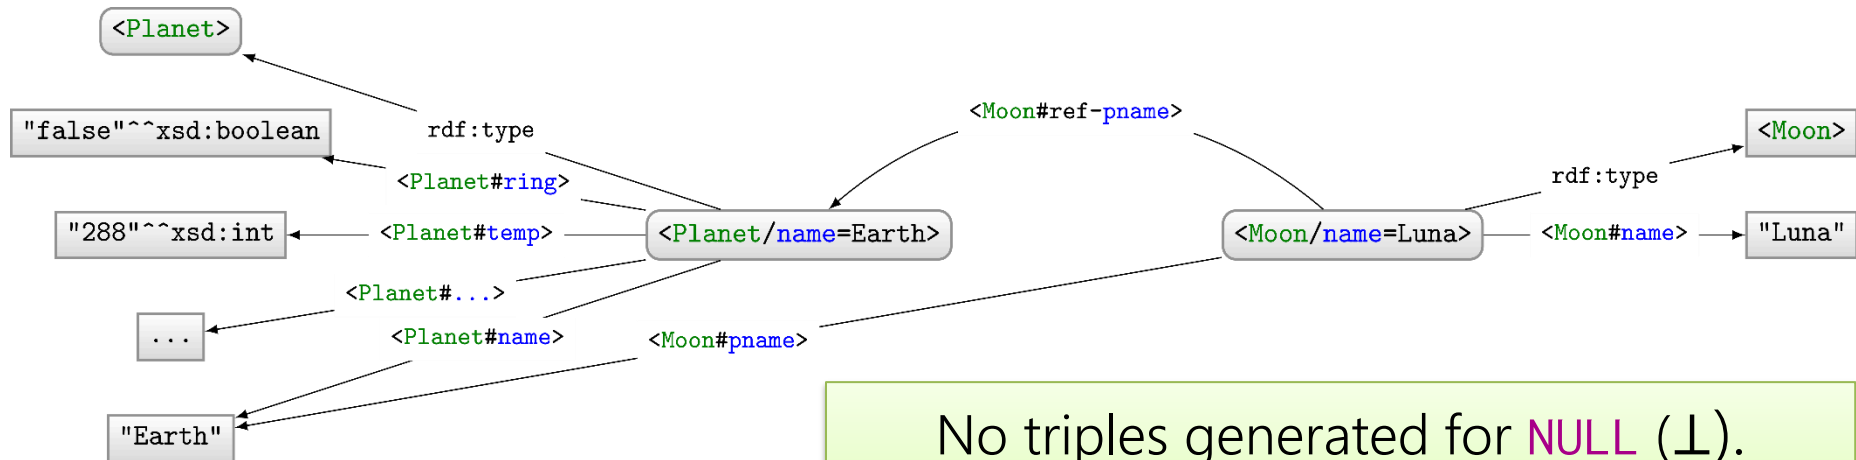 <Planet>
"false"^^xsd:boolean
rdf:type
<Moon#ref-pname>
<Moon>
<Planet#ring>
rdf:type
"288"^^xsd:int
<Planet#temp>
<Planet/name=Earth>
<Moon/name=Luna>
<Moon#name>
"Luna"
<Planet#...>
...
<Planet#name>
<Moon#pname>
"Earth"
No triples generated for NULL (⊥).